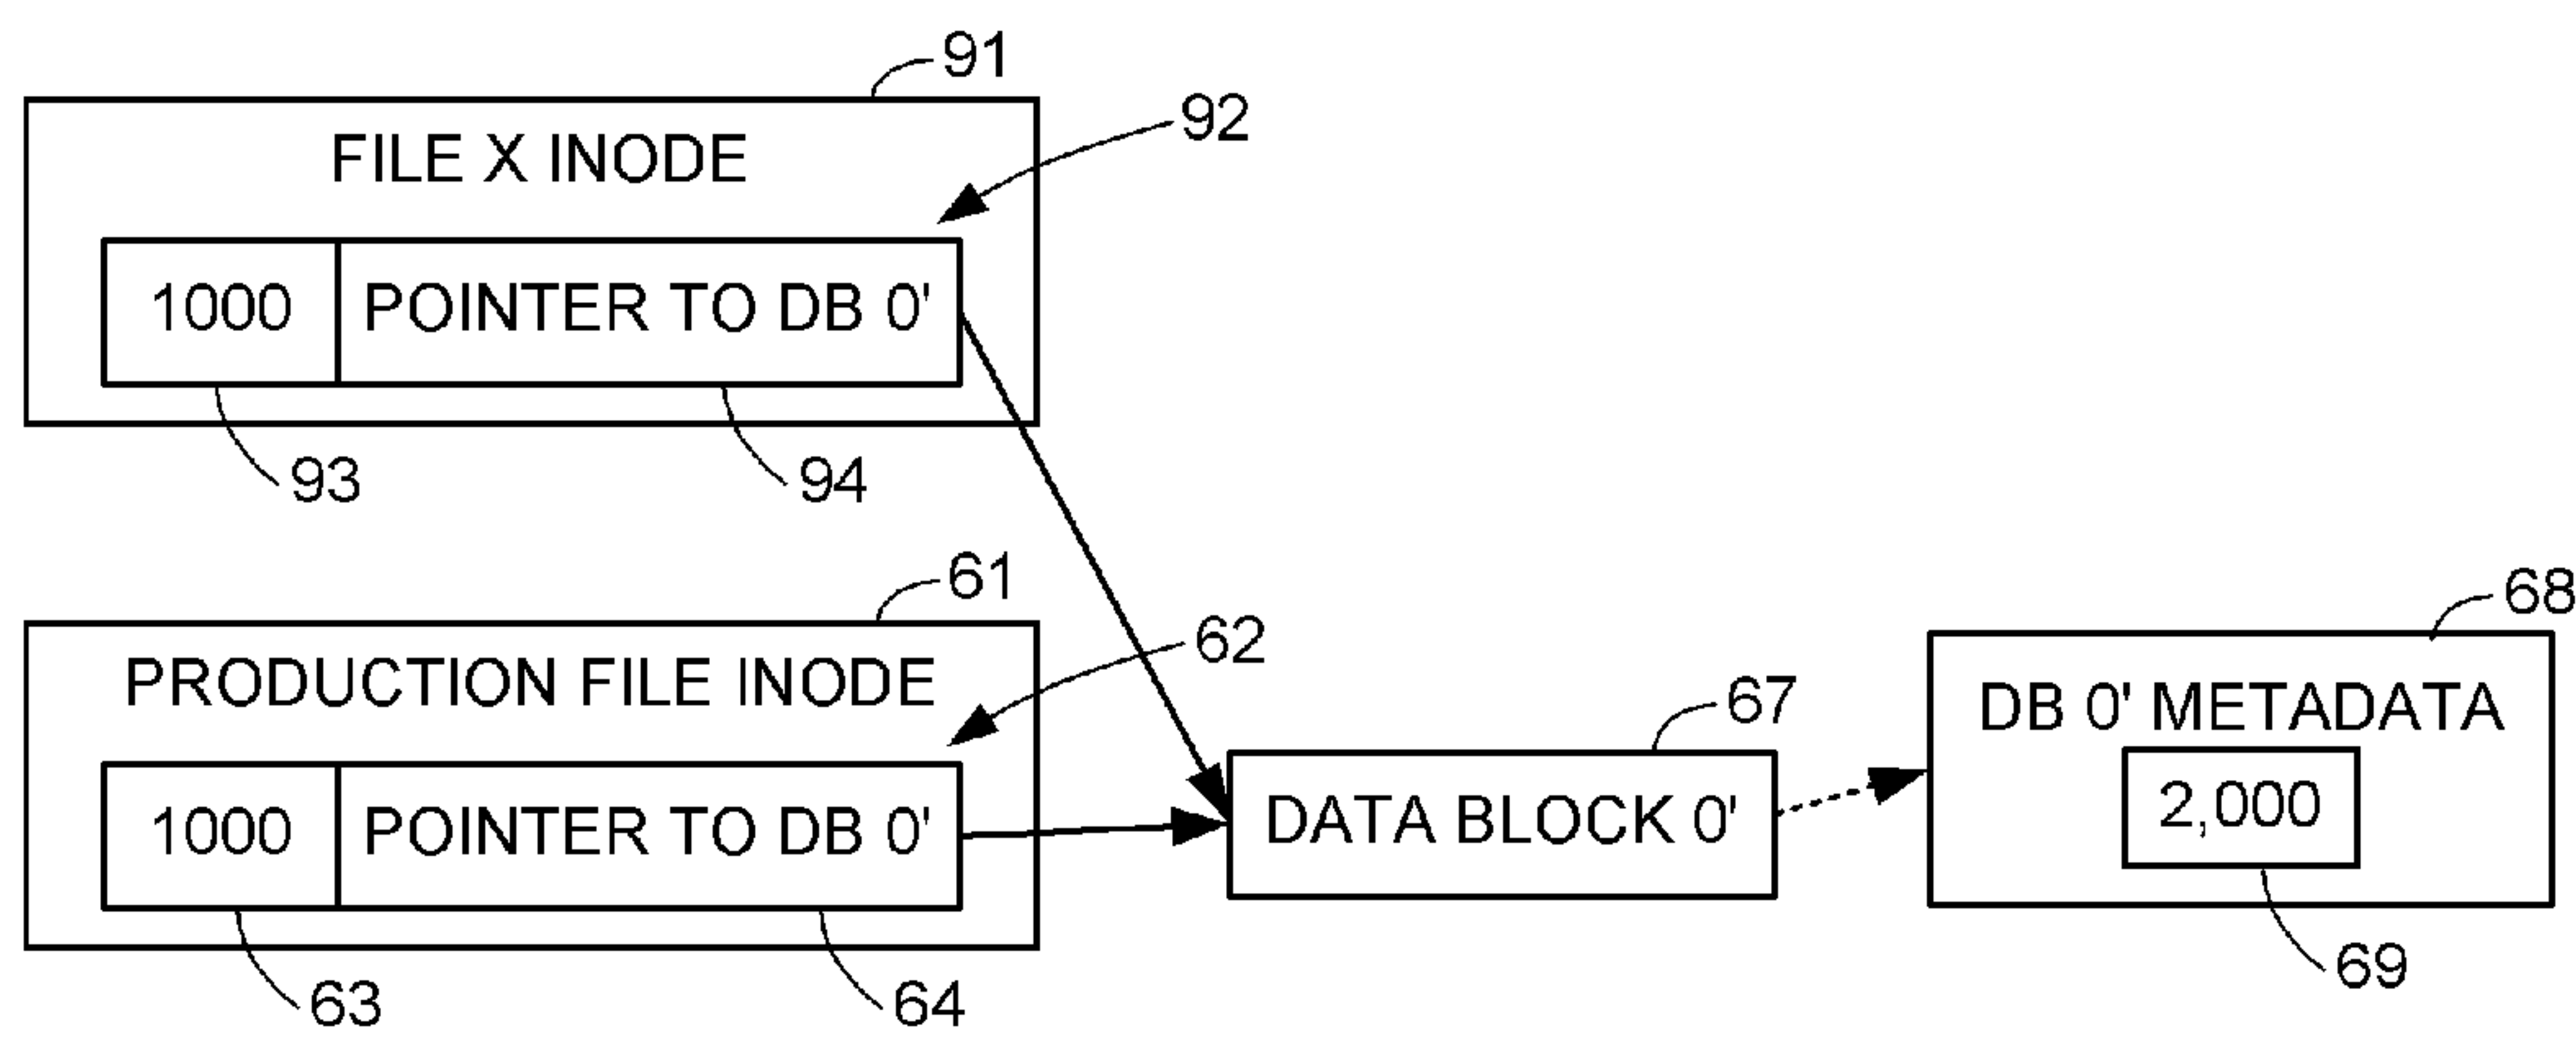 91
92
FILE X INODE
1000 POINTER TO DB 0'
93 94
61
62
PRODUCTION FILE INODE
1000 POINTER TO DB 0'
63 64
67
DATA BLOCK 0'
68
DB 0' METADATA
2,000
69